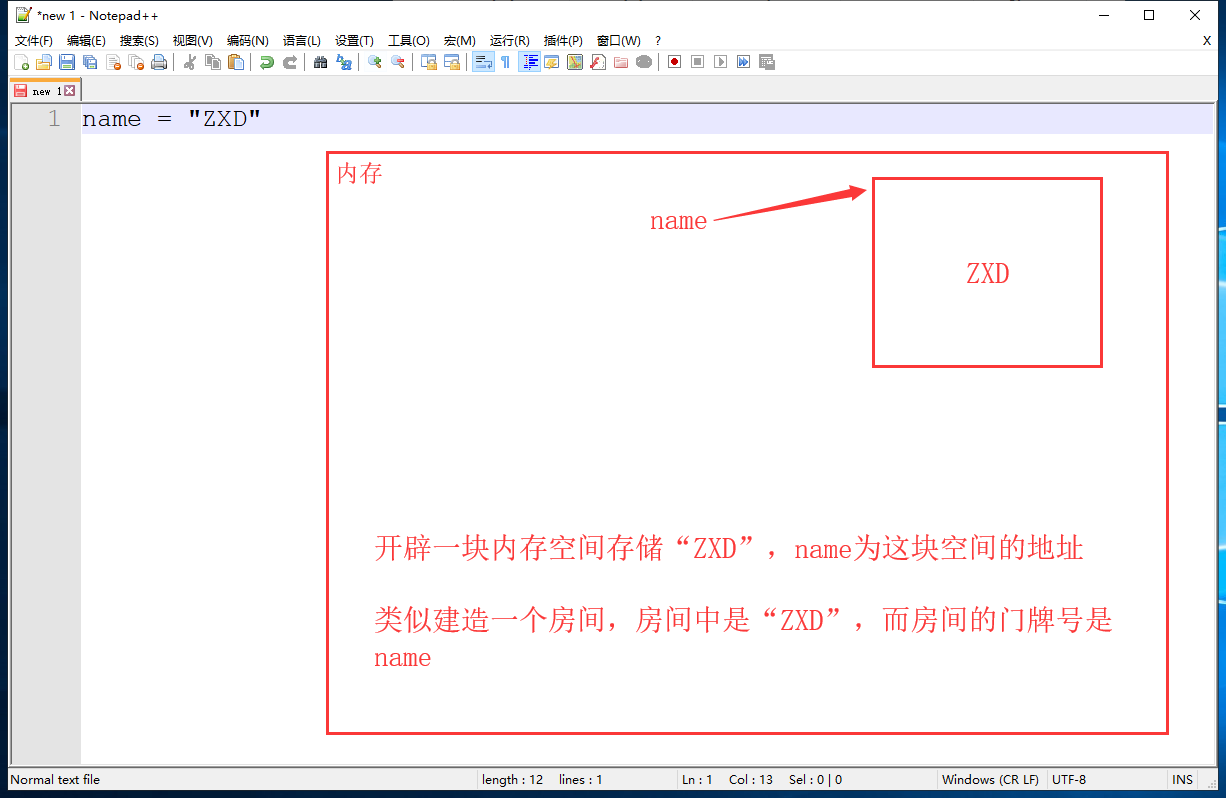 *new 1 - Notepad++
文件(F) 编辑(E) 搜索(S) 视图(V) 编码(N) 语言(L) 设置(T) 工具(O) 宏(M) 运行(R) 插件(P) 窗口(W) ? X
new 1
1 name = "ZXD"
内存
name
ZXD
开辟一块内存空间存储“ZXD”，name为这块空间的地址
类似建造一个房间，房间中是“ZXD”，而房间的门牌号是
name
Normal text file length : 12 lines : 1 Ln : 1 Col : 13 Sel : 0 | 0 Windows (CR LF) UTF-8 INS